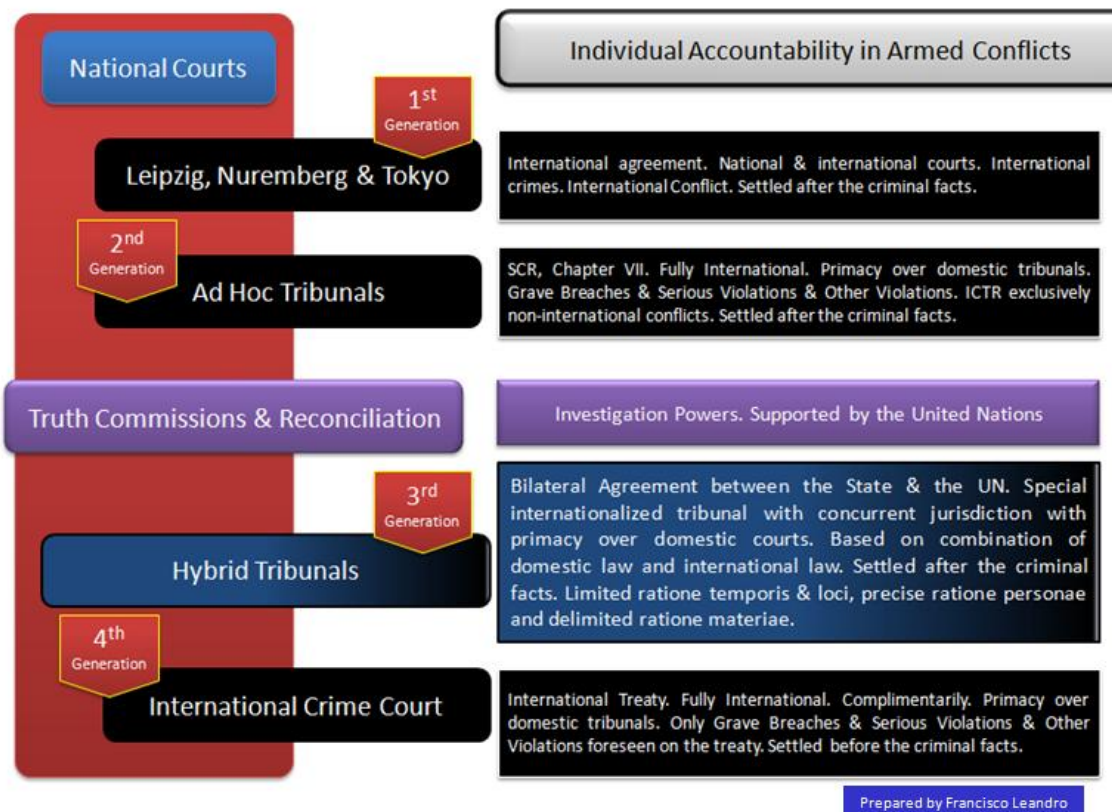 National Courts
Individual Accountability in Armed Conflicts
1st
Generation
Leipzig, Nuremberg & Tokyo
International agreement. National & international courts. International
crimes. International Conflict. Settled after the criminal facts.
2nd
Generation
Ad Hoc Tribunals
SCR, Chapter VII. Fully International. Primacy over domestic tribunals.
Grave Breaches & Serious Violations & Other Violations. ICTR exclusively
non-international conflicts. Settled after the criminal facts.
Truth Commissions & Reconciliation
Investigation Powers. Supported by the United Nations
3rd
Generation
Hybrid Tribunals
Bilateral Agreement between the State & the UN. Special
internationalized tribunal with concurrent jurisdiction with
primacy over domestic courts. Based on combination of
domestic law and international law. Settled after the criminal
facts. Limited ratione temporis & loci, precise ratione personae
and delimited ratione materiae.
4th
Generation
International Crime Court
International Treaty. Fully International. Complimentarily. Primacy over
domestic tribunals. Only Grave Breaches & Serious Violations & Other
Violations foreseen on the treaty. Settled before the criminal facts.
Prepared by Francisco Leandro